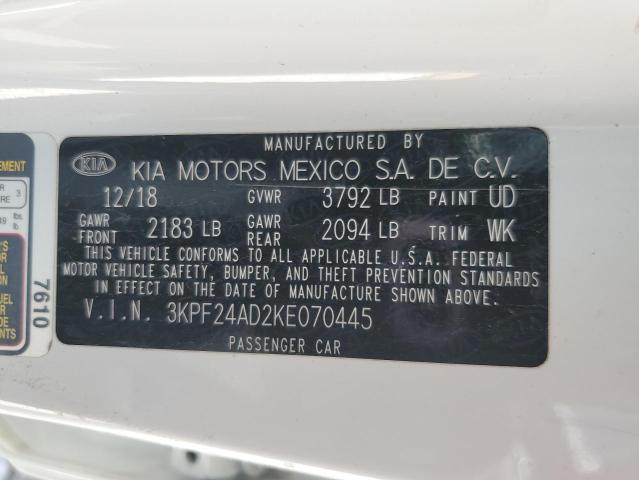 MANUFACTURED BY
KIA KIA MOTORS MEXICO S.A. DE C.V.
12/18 GVWR 3792 LB PAINT UD
GAWR FRONT 2183 LB GAWR REAR 2094 LB TRIM WK
THIS VEHICLE CONFORMS TO ALL APPLICABLE U.S.A. FEDERAL
MOTOR VEHICLE SAFETY, BUMPER, AND THEFT PREVENTION STANDARDS
IN EFFECT ON THE DATE OF MANUFACTURE SHOWN ABOVE.
V.I.N. 3KPF24AD2KE070445
PASSENGER CAR
7610
3
lbs.